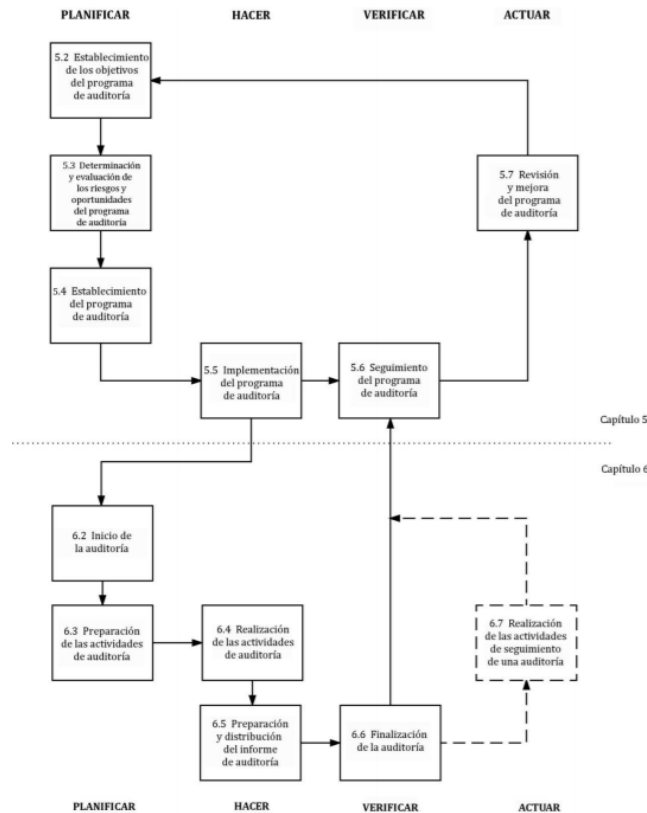 PLANIFICAR
HACER
VERIFICAR
ACTUAR
5.2 Establecimiento
de los objetivos
del programa
de auditoría
5.3 Determinación
y evaluación de
los riesgos y
oportunidades
del programa
de auditoría
5.7 Revisión
y mejora
del programa
de auditoría
5.4 Establecimiento
del programa
de auditoría
5.5 Implementación
del programa
de auditoría
5.6 Seguimiento
del programa
de auditoría
Capítulo 5
Capítulo 6
6.2 Inicio de
la auditoría
6.3 Preparación
de las actividades
de auditoría
6.4 Realización
de las actividades
de auditoría
6.7 Realización
de las actividades
de seguimiento
de una auditoría
6.5 Preparación
y distribución
del informe
de auditoría
6.6 Finalización
de la auditoría
PLANIFICAR
HACER
VERIFICAR
ACTUAR